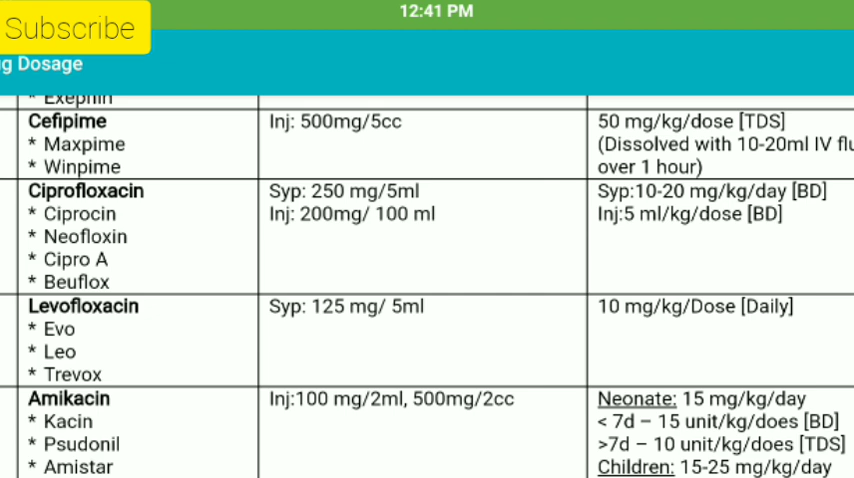 12:41 PM
Subscribe
g Dosage
* Exephin
Cefipime
Inj: 500mg/5cc
50 mg/kg/dose [TDS]
* Maxpime
(Dissolved with 10-20ml IV flu
* Winpime
over 1 hour)
Ciprofloxacin
Syp: 250 mg/5ml
Syp:10-20 mg/kg/day [BD]
* Ciprocin
Inj: 200mg/ 100 ml
Inj:5 ml/kg/dose [BD]
* Neofloxin
* Cipro A
* Beuflox
Levofloxacin
Syp: 125 mg/ 5ml
10 mg/kg/Dose [Daily]
* Evo
* Leo
* Trevox
Amikacin
Inj:100 mg/2ml, 500mg/2cc
Neonate: 15 mg/kg/day
* Kacin
< 7d – 15 unit/kg/does [BD]
* Psudonil
>7d – 10 unit/kg/does [TDS]
* Amistar
Children: 15-25 mg/kg/day